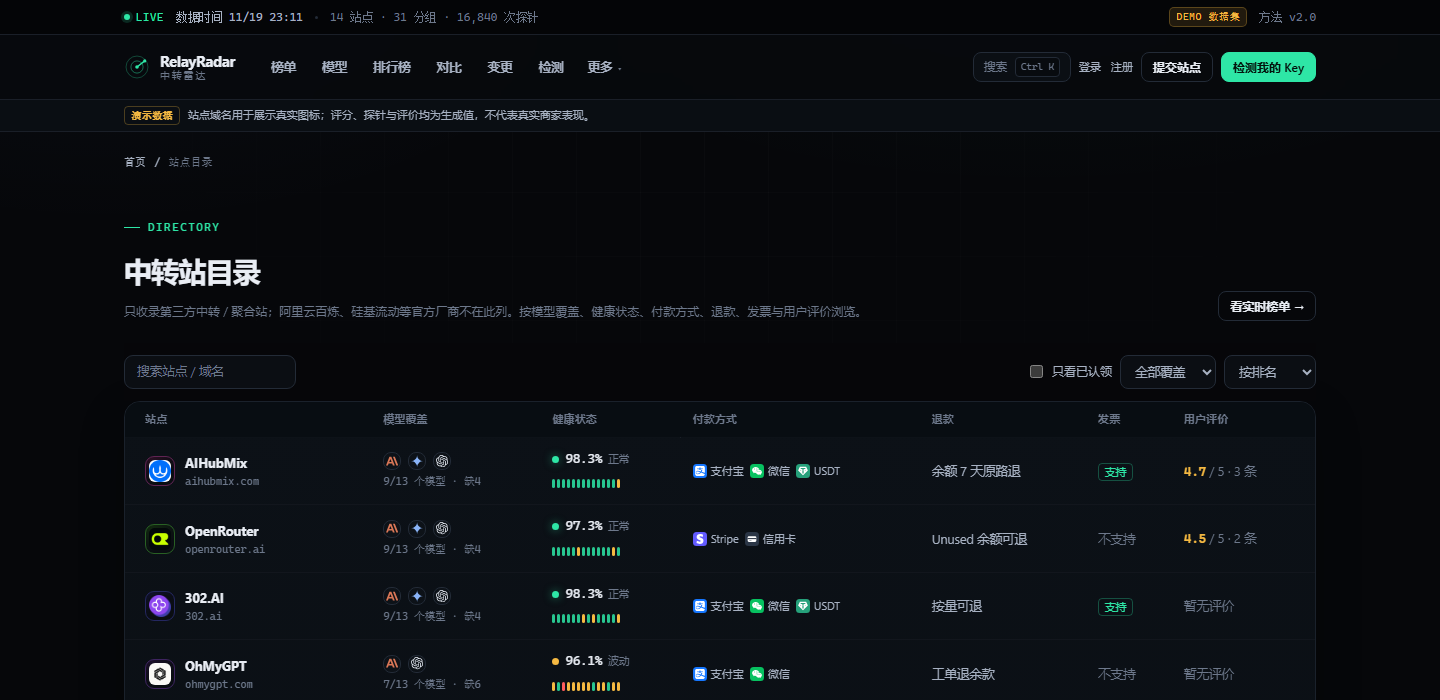 LIVE 数据时间 11/19 23:11 · 14 站点 · 31 分组 · 16,840 次探针 DEMO 数据集 方法 v2.0
RelayRadar
中转雷达
榜单 模型 排行榜 对比 变更 检测 更多
搜索 Ctrl K 登录 注册 提交站点 检测我的 Key
演示数据 站点域名用于展示真实图标；评分、探针与评价均为生成值，不代表真实商家表现。
首页 / 站点目录
DIRECTORY
中转站目录
只收录第三方中转 / 聚合站；阿里云百炼、硅基流动等官方厂商不在此列。按模型覆盖、健康状态、付款方式、退款、发票与用户评价浏览。
看实时榜单 →
搜索站点 / 域名 只看已认领 全部覆盖 按排名
站点 模型覆盖 健康状态 付款方式 退款 发票 用户评价
AIHubMix 98.3% 正常
aihubmix.com 9/13 个模型 · 缺4 支付宝 微信 USDT 余额 7 天原路退 支持 4.7 / 5 · 3 条
OpenRouter 97.3% 正常
openrouter.ai 9/13 个模型 · 缺4 Stripe 信用卡 Unused 余额可退 不支持 4.5 / 5 · 2 条
302.AI 98.3% 正常
302.ai 9/13 个模型 · 缺4 支付宝 微信 USDT 按量可退 支持 暂无评价
OhMyGPT 96.1% 波动
ohmygpt.com 7/13 个模型 · 缺6 支付宝 微信 工单退余款 不支持 暂无评价